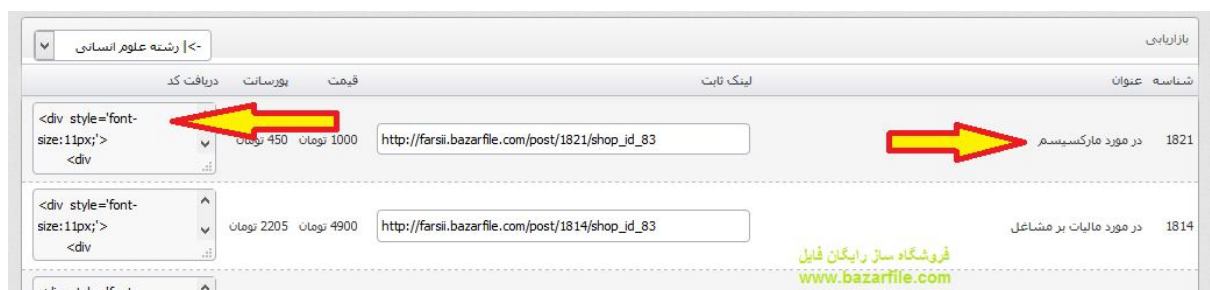 بازاریابی
->| رشته علوم انسانی
شناسه عنوان لینک ثابت قیمت پورسانت دریافت کد
1821 در مورد مارکسیسم http://farsii.bazarfile.com/post/1821/shop_id_83 1000 تومان 450 تومان
<div style='font-
size:11px;'>
<div
1814 در مورد مالیات بر مشاغل http://farsii.bazarfile.com/post/1814/shop_id_83 4900 تومان 2205 تومان
<div style='font-
size:11px;'>
<div
فروشگاه ساز رایگان فایل
www.bazarfile.com